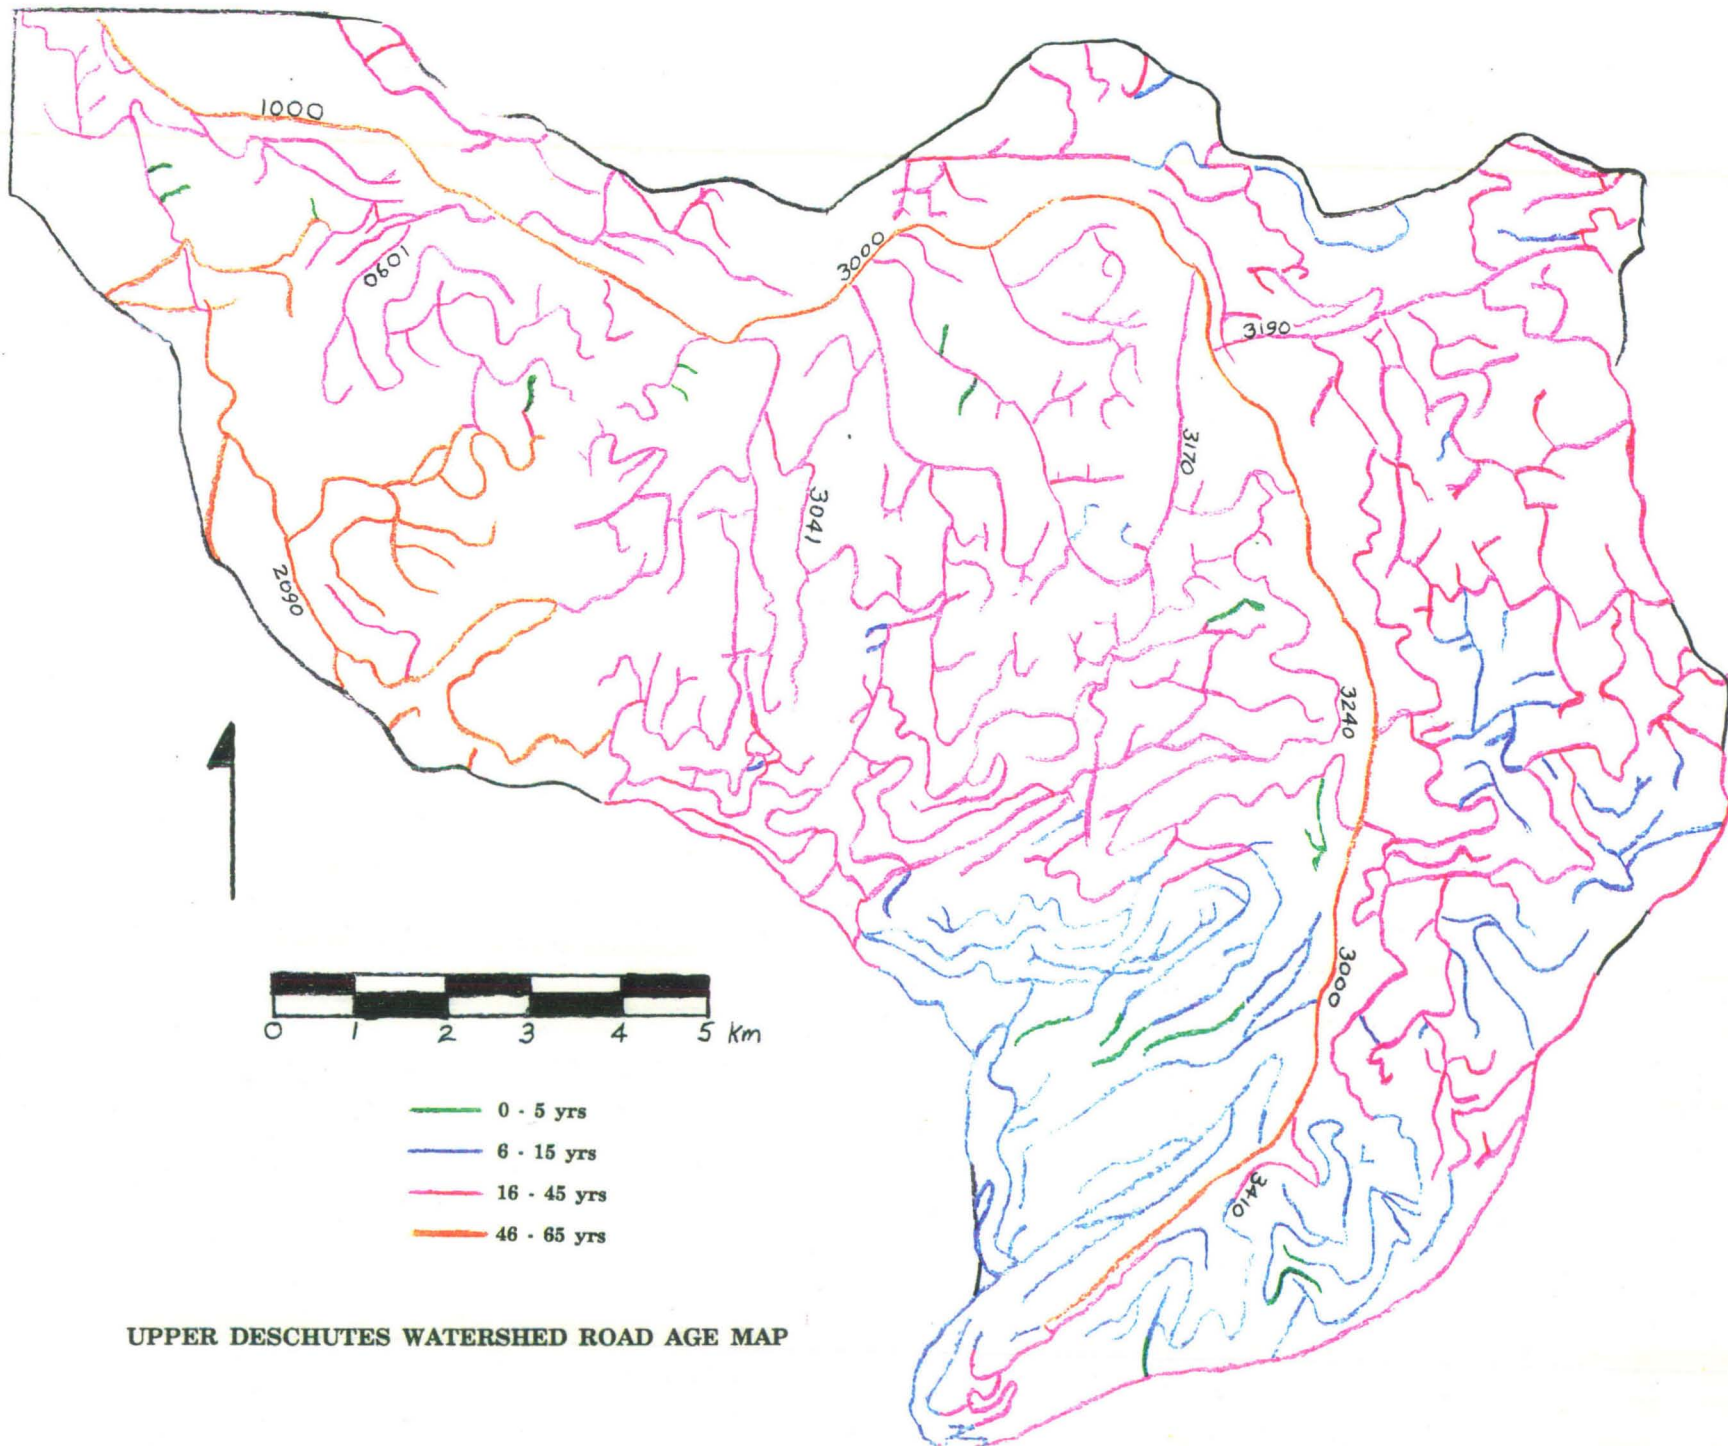 1000
1090
3000
3190
3170
3041
2090
3240
3000
0 1 2 3 4 5 km
0 - 5 yrs
6 - 15 yrs
16 - 45 yrs
46 - 65 yrs
3410
UPPER DESCHUTES WATERSHED ROAD AGE MAP